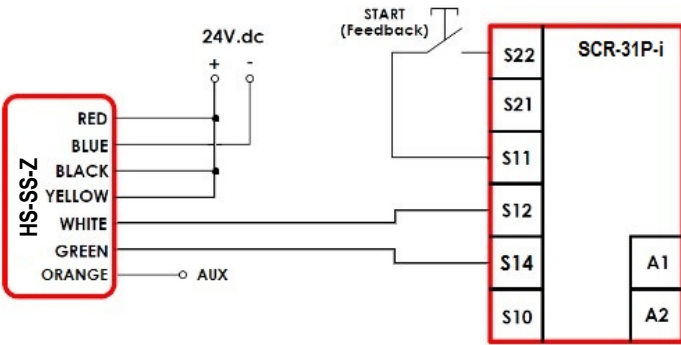 START
(Feedback)
24V.dc
+ -
SCR-31P-i
S22
S21
S11
S12
S14
S10
A1
A2
HS-SS-Z
RED
BLUE
BLACK
YELLOW
WHITE
GREEN
ORANGE
AUX